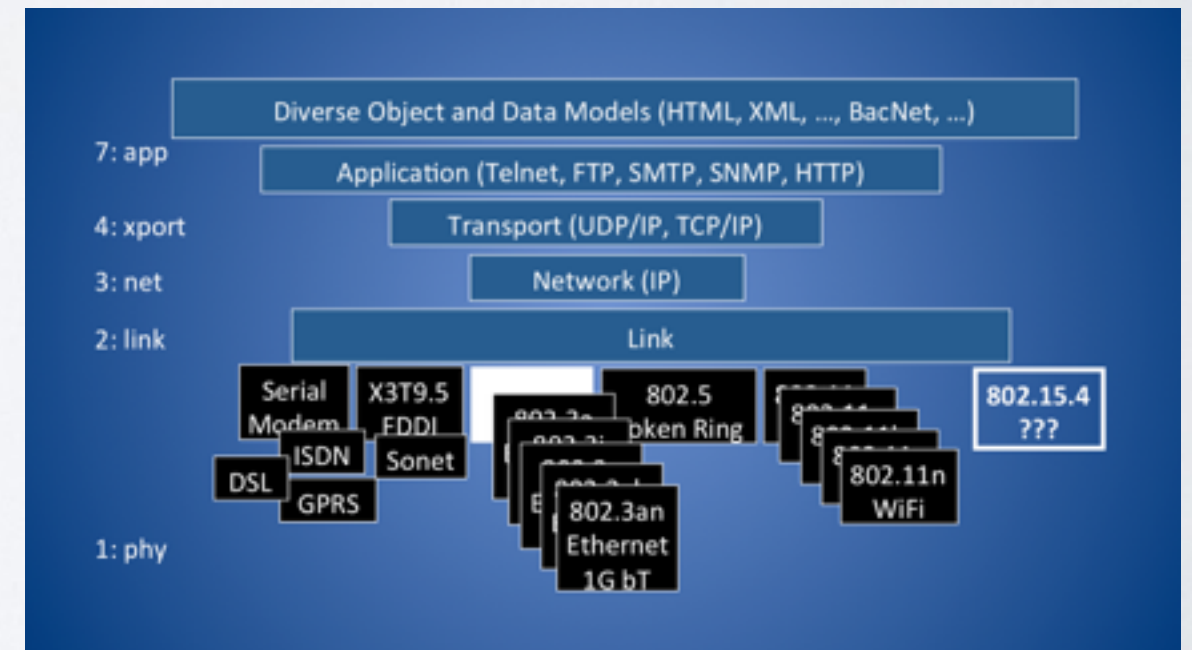 Diverse Object and Data Models (HTML, XML, ..., BacNet, ...)
7: app
Application (Telnet, FTP, SMTP, SNMP, HTTP)
4: xport
Transport (UDP/IP, TCP/IP)
3: net
Network (IP)
2: link
Link
Serial
Modem
X3T9.5
FDDI
802.5
802.15.4
???
ISDN
Sonet
DSL
GPRS
802.11n
WiFi
802.3an
Ethernet
1G bT
1: phy